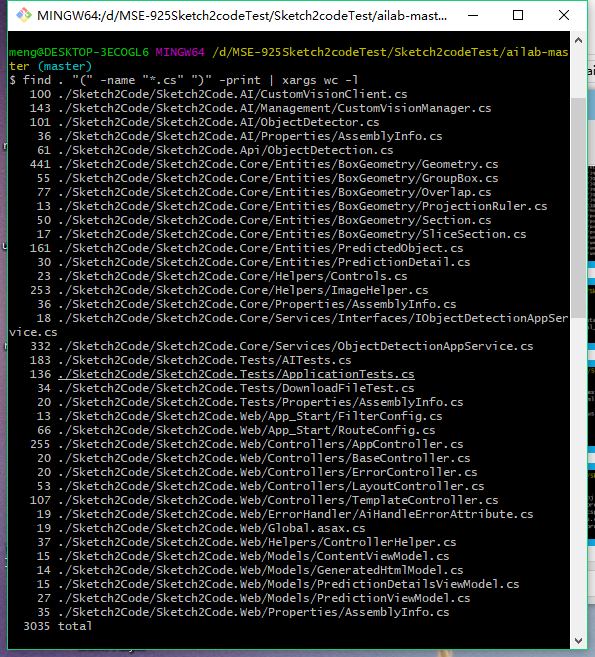 MINGW64:/d/MSE-925Sketch2codeTest/Sketch2codeTest/ailab-mast...
meng@DESKTOP-3ECOGL6 MINGW64 /d/MSE-925Sketch2codeTest/Sketch2codeTest/ailab-mas
ter (master)
$ find . "(" -name "*.cs" ")" -print | xargs wc -l
100 ./Sketch2Code/Sketch2Code.AI/CustomVisionClient.cs
143 ./Sketch2Code/Sketch2Code.AI/Management/CustomVisionManager.cs
101 ./Sketch2Code/Sketch2Code.AI/ObjectDetector.cs
36 ./Sketch2Code/Sketch2Code.AI/Properties/AssemblyInfo.cs
61 ./Sketch2Code/Sketch2Code.Api/ObjectDetection.cs
441 ./Sketch2Code/Sketch2Code.Core/Entities/BoxGeometry/Geometry.cs
55 ./Sketch2Code/Sketch2Code.Core/Entities/BoxGeometry/GroupBox.cs
77 ./Sketch2Code/Sketch2Code.Core/Entities/BoxGeometry/Overlap.cs
13 ./Sketch2Code/Sketch2Code.Core/Entities/BoxGeometry/ProjectionRuler.cs
50 ./Sketch2Code/Sketch2Code.Core/Entities/BoxGeometry/Section.cs
17 ./Sketch2Code/Sketch2Code.Core/Entities/BoxGeometry/SliceSection.cs
161 ./Sketch2Code/Sketch2Code.Core/Entities/PredictedObject.cs
30 ./Sketch2Code/Sketch2Code.Core/Entities/PredictionDetail.cs
23 ./Sketch2Code/Sketch2Code.Core/Helpers/Controls.cs
253 ./Sketch2Code/Sketch2Code.Core/Helpers/ImageHelper.cs
36 ./Sketch2Code/Sketch2Code.Core/Properties/AssemblyInfo.cs
18 ./Sketch2Code/Sketch2Code.Core/Services/Interfaces/IObjectDetectionAppSer
vice.cs
332 ./Sketch2Code/Sketch2Code.Core/Services/ObjectDetectionAppService.cs
183 ./Sketch2Code/Sketch2Code.Tests/AITests.cs
136 ./Sketch2Code/Sketch2Code.Tests/ApplicationTests.cs
34 ./Sketch2Code/Sketch2Code.Tests/DownloadFileTest.cs
20 ./Sketch2Code/Sketch2Code.Tests/Properties/AssemblyInfo.cs
13 ./Sketch2Code/Sketch2Code.Web/App_Start/FilterConfig.cs
66 ./Sketch2Code/Sketch2Code.Web/App_Start/RouteConfig.cs
255 ./Sketch2Code/Sketch2Code.Web/Controllers/AppController.cs
20 ./Sketch2Code/Sketch2Code.Web/Controllers/BaseController.cs
20 ./Sketch2Code/Sketch2Code.Web/Controllers/ErrorController.cs
53 ./Sketch2Code/Sketch2Code.Web/Controllers/LayoutController.cs
107 ./Sketch2Code/Sketch2Code.Web/Controllers/TemplateController.cs
19 ./Sketch2Code/Sketch2Code.Web/ErrorHandler/AiHandleErrorAttribute.cs
19 ./Sketch2Code/Sketch2Code.Web/Global.asax.cs
37 ./Sketch2Code/Sketch2Code.Web/Helpers/ControllerHelper.cs
15 ./Sketch2Code/Sketch2Code.Web/Models/ContentViewModel.cs
14 ./Sketch2Code/Sketch2Code.Web/Models/GeneratedHtmlModel.cs
15 ./Sketch2Code/Sketch2Code.Web/Models/PredictionDetailsViewModel.cs
27 ./Sketch2Code/Sketch2Code.Web/Models/PredictionViewModel.cs
35 ./Sketch2Code/Sketch2Code.Web/Properties/AssemblyInfo.cs
3035 total